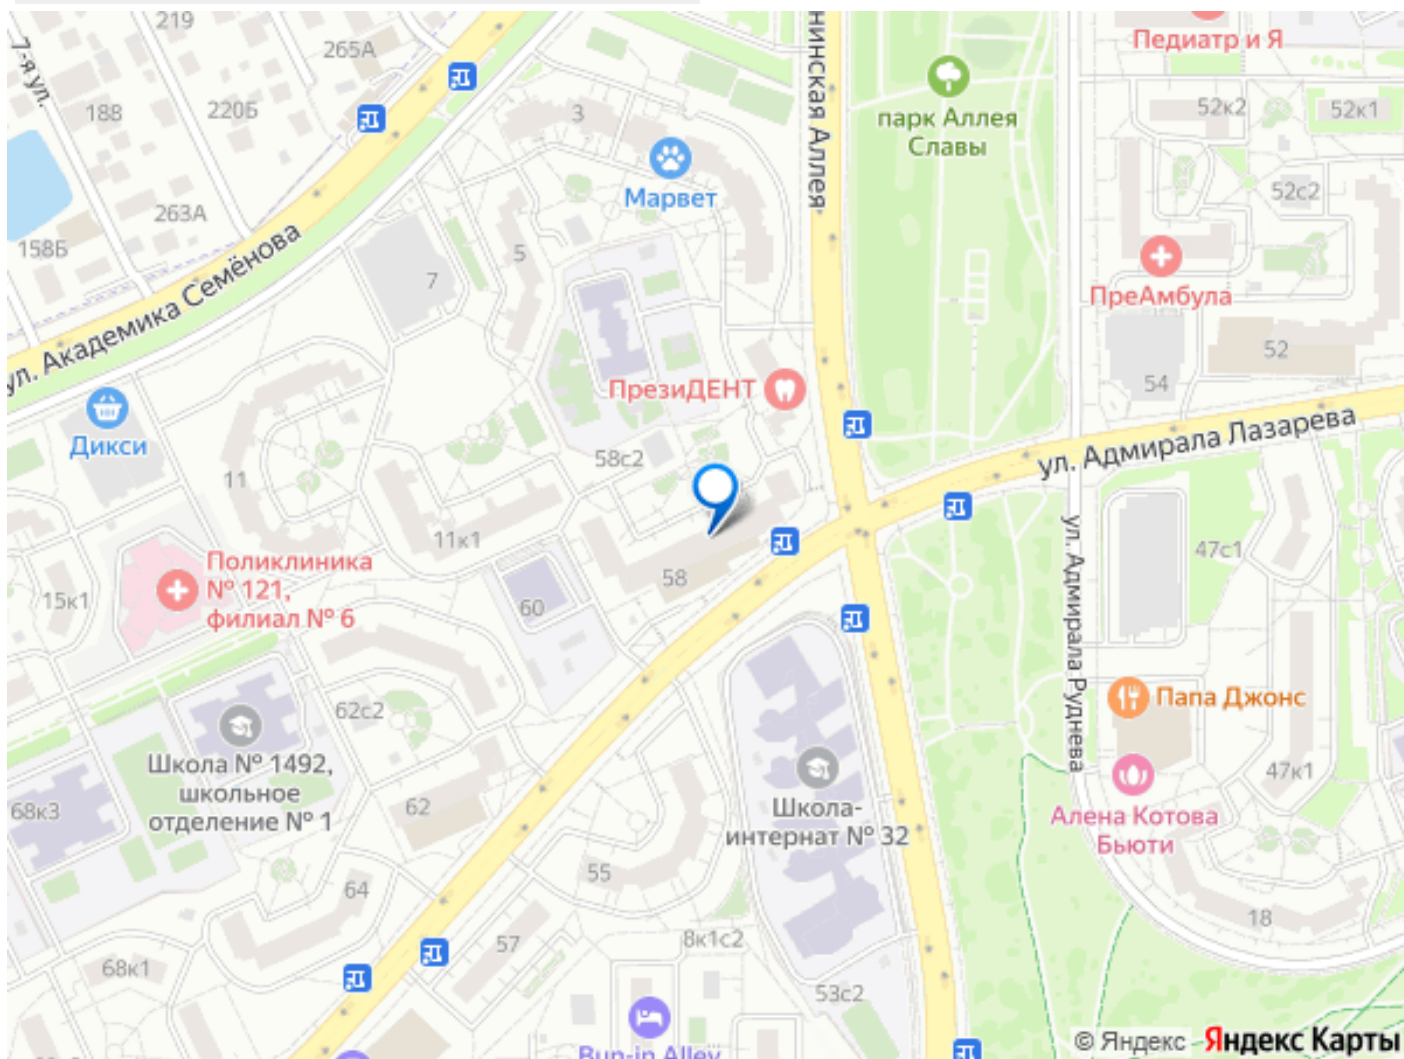 7-я ул.
219
265А
188
220Б
263А
158Б
ул. Академика Семёнова
3
5
7
Марвет
нинская Аллея
парк Аллея
Славы
Педиатр и Я
52к2
52к1
52с2
ПреАмбула
52
54
ПрезиДЕНТ
ул. Адмирала Лазарева
Дикси
11
58с2
11к1
58
60
Поликлиника
№ 121,
филиал № 6
15к1
47с1
ул. Адмирала Руднева
62с2
Школа № 1492,
школьное
отделение № 1
68к3
62
Школа-
интернат № 32
Папа Джонс
47к1
Алена Котова
Бьюти
55
64
57
8к1с2
68к1
18
53с2
Bun-in Alley
© Яндекс Яндекс Карты